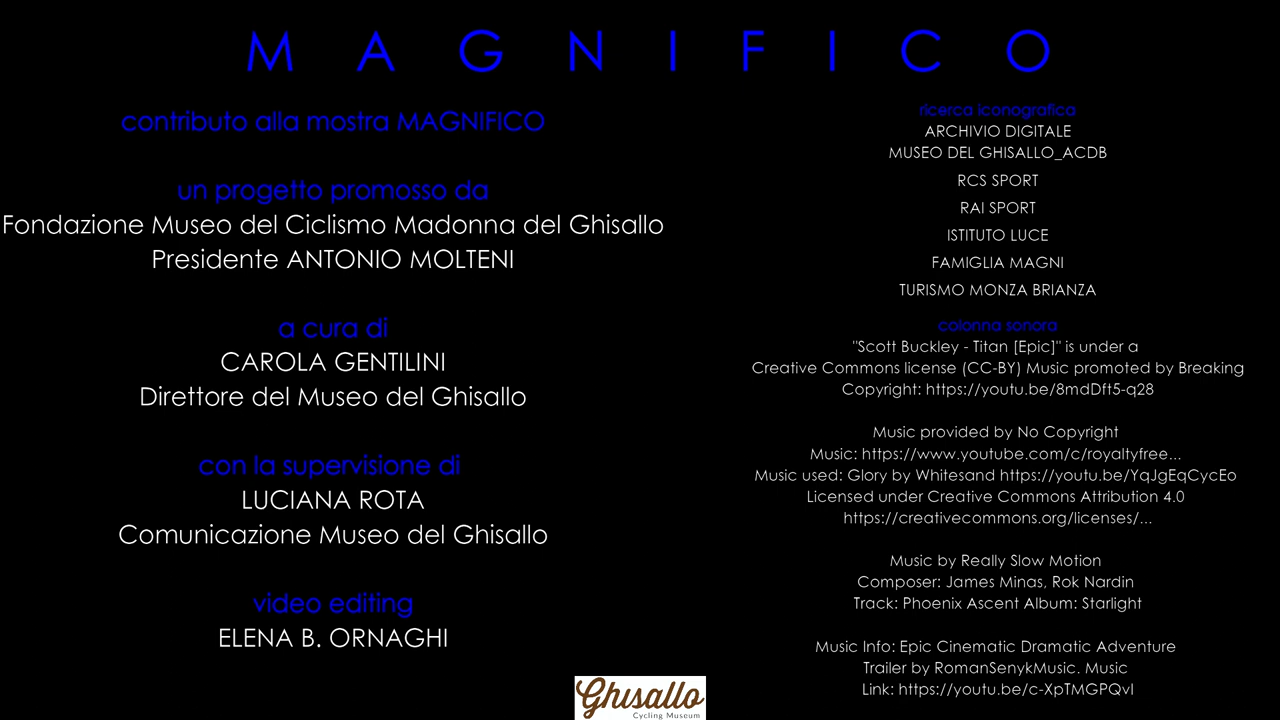 MAGNIFICO
contributo alla mostra MAGNIFICO
un progetto promosso da
Fondazione Museo del Ciclismo Madonna del Ghisallo
Presidente ANTONIO MOLTENI
a cura di
CAROLA GENTILINI
Direttore del Museo del Ghisallo
con la supervisione di
LUCIANA ROTA
Comunicazione Museo del Ghisallo
video editing
ELENA B. ORNAGHI
ricerca iconografica
ARCHIVIO DIGITALE
MUSEO DEL GHISALLO_ACDB
RCS SPORT
RAI SPORT
ISTITUTO LUCE
FAMIGLIA MAGNI
TURISMO MONZA BRIANZA
colonna sonora
"Scott Buckley - Titan [Epic]" is under a
Creative Commons license (CC-BY) Music promoted by Breaking
Copyright: https://youtu.be/8mdDft5-q28
Music provided by No Copyright
Music: https://www.youtube.com/c/royaltyfree...
Music used: Glory by Whitesand https://youtu.be/YqJgEqCycEo
Licensed under Creative Commons Attribution 4.0
https://creativecommons.org/licenses/...
Music by Really Slow Motion
Composer: James Minas, Rok Nardin
Track: Phoenix Ascent Album: Starlight
Music Info: Epic Cinematic Dramatic Adventure
Trailer by RomanSenykMusic. Music
Link: https://youtu.be/c-XpTMGPQvI
Ghisallo
Cycling Museum